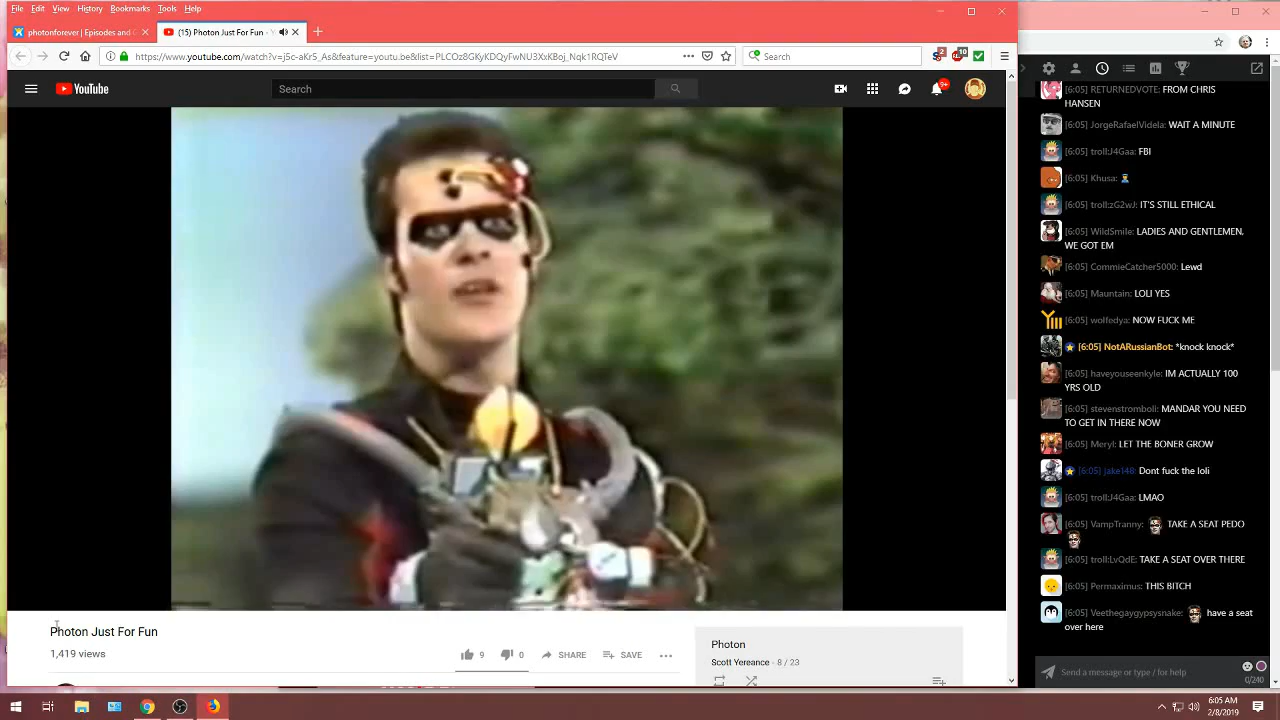 File Edit View History Bookmarks Tools Help
photonforever | Episodes and G
(15) Photon Just For Fun - Y
https://www.youtube.com/watch?v=j5c-aKr5_As&feature=youtu.be&list=PLCOz8GKyKDQyFwNU3XxKBoj_Nqk1RQTeV
Search
2
10
YouTube
Search
9+
Photon Just For Fun
1,419 views
9
0
SHARE
SAVE
Photon
Scott Yereance - 8 / 23
[6:05] RETURNEDVOTE: FROM CHRIS
HANSEN
[6:05] JorgeRafaelVidela: WAIT A MINUTE
[6:05] troll:J4Gaa: FBI
[6:05] Khusa:
[6:05] troll:zG2wJ: IT'S STILL ETHICAL
[6:05] WildSmile: LADIES AND GENTLEMEN,
WE GOT EM
[6:05] CommieCatcher5000: Lewd
[6:05] Mauntain: LOLI YES
[6:05] wolfedya: NOW FUCK ME
[6:05] NotARussianBot: *knock knock*
[6:05] haveyouseenkyle: IM ACTUALLY 100
YRS OLD
[6:05] stevenstromboli: MANDAR YOU NEED
TO GET IN THERE NOW
[6:05] Meryl: LET THE BONER GROW
[6:05] jake148: Dont fuck the loli
[6:05] troll:J4Gaa: LMAO
[6:05] VampTranny: TAKE A SEAT PEDO
[6:05] troll:LvQdE: TAKE A SEAT OVER THERE
[6:05] Permaximus: THIS BITCH
[6:05] Veethegaygypsysnake: have a seat
over here
Send a message or type /for help
0/240
6:05 AM
2/8/2019